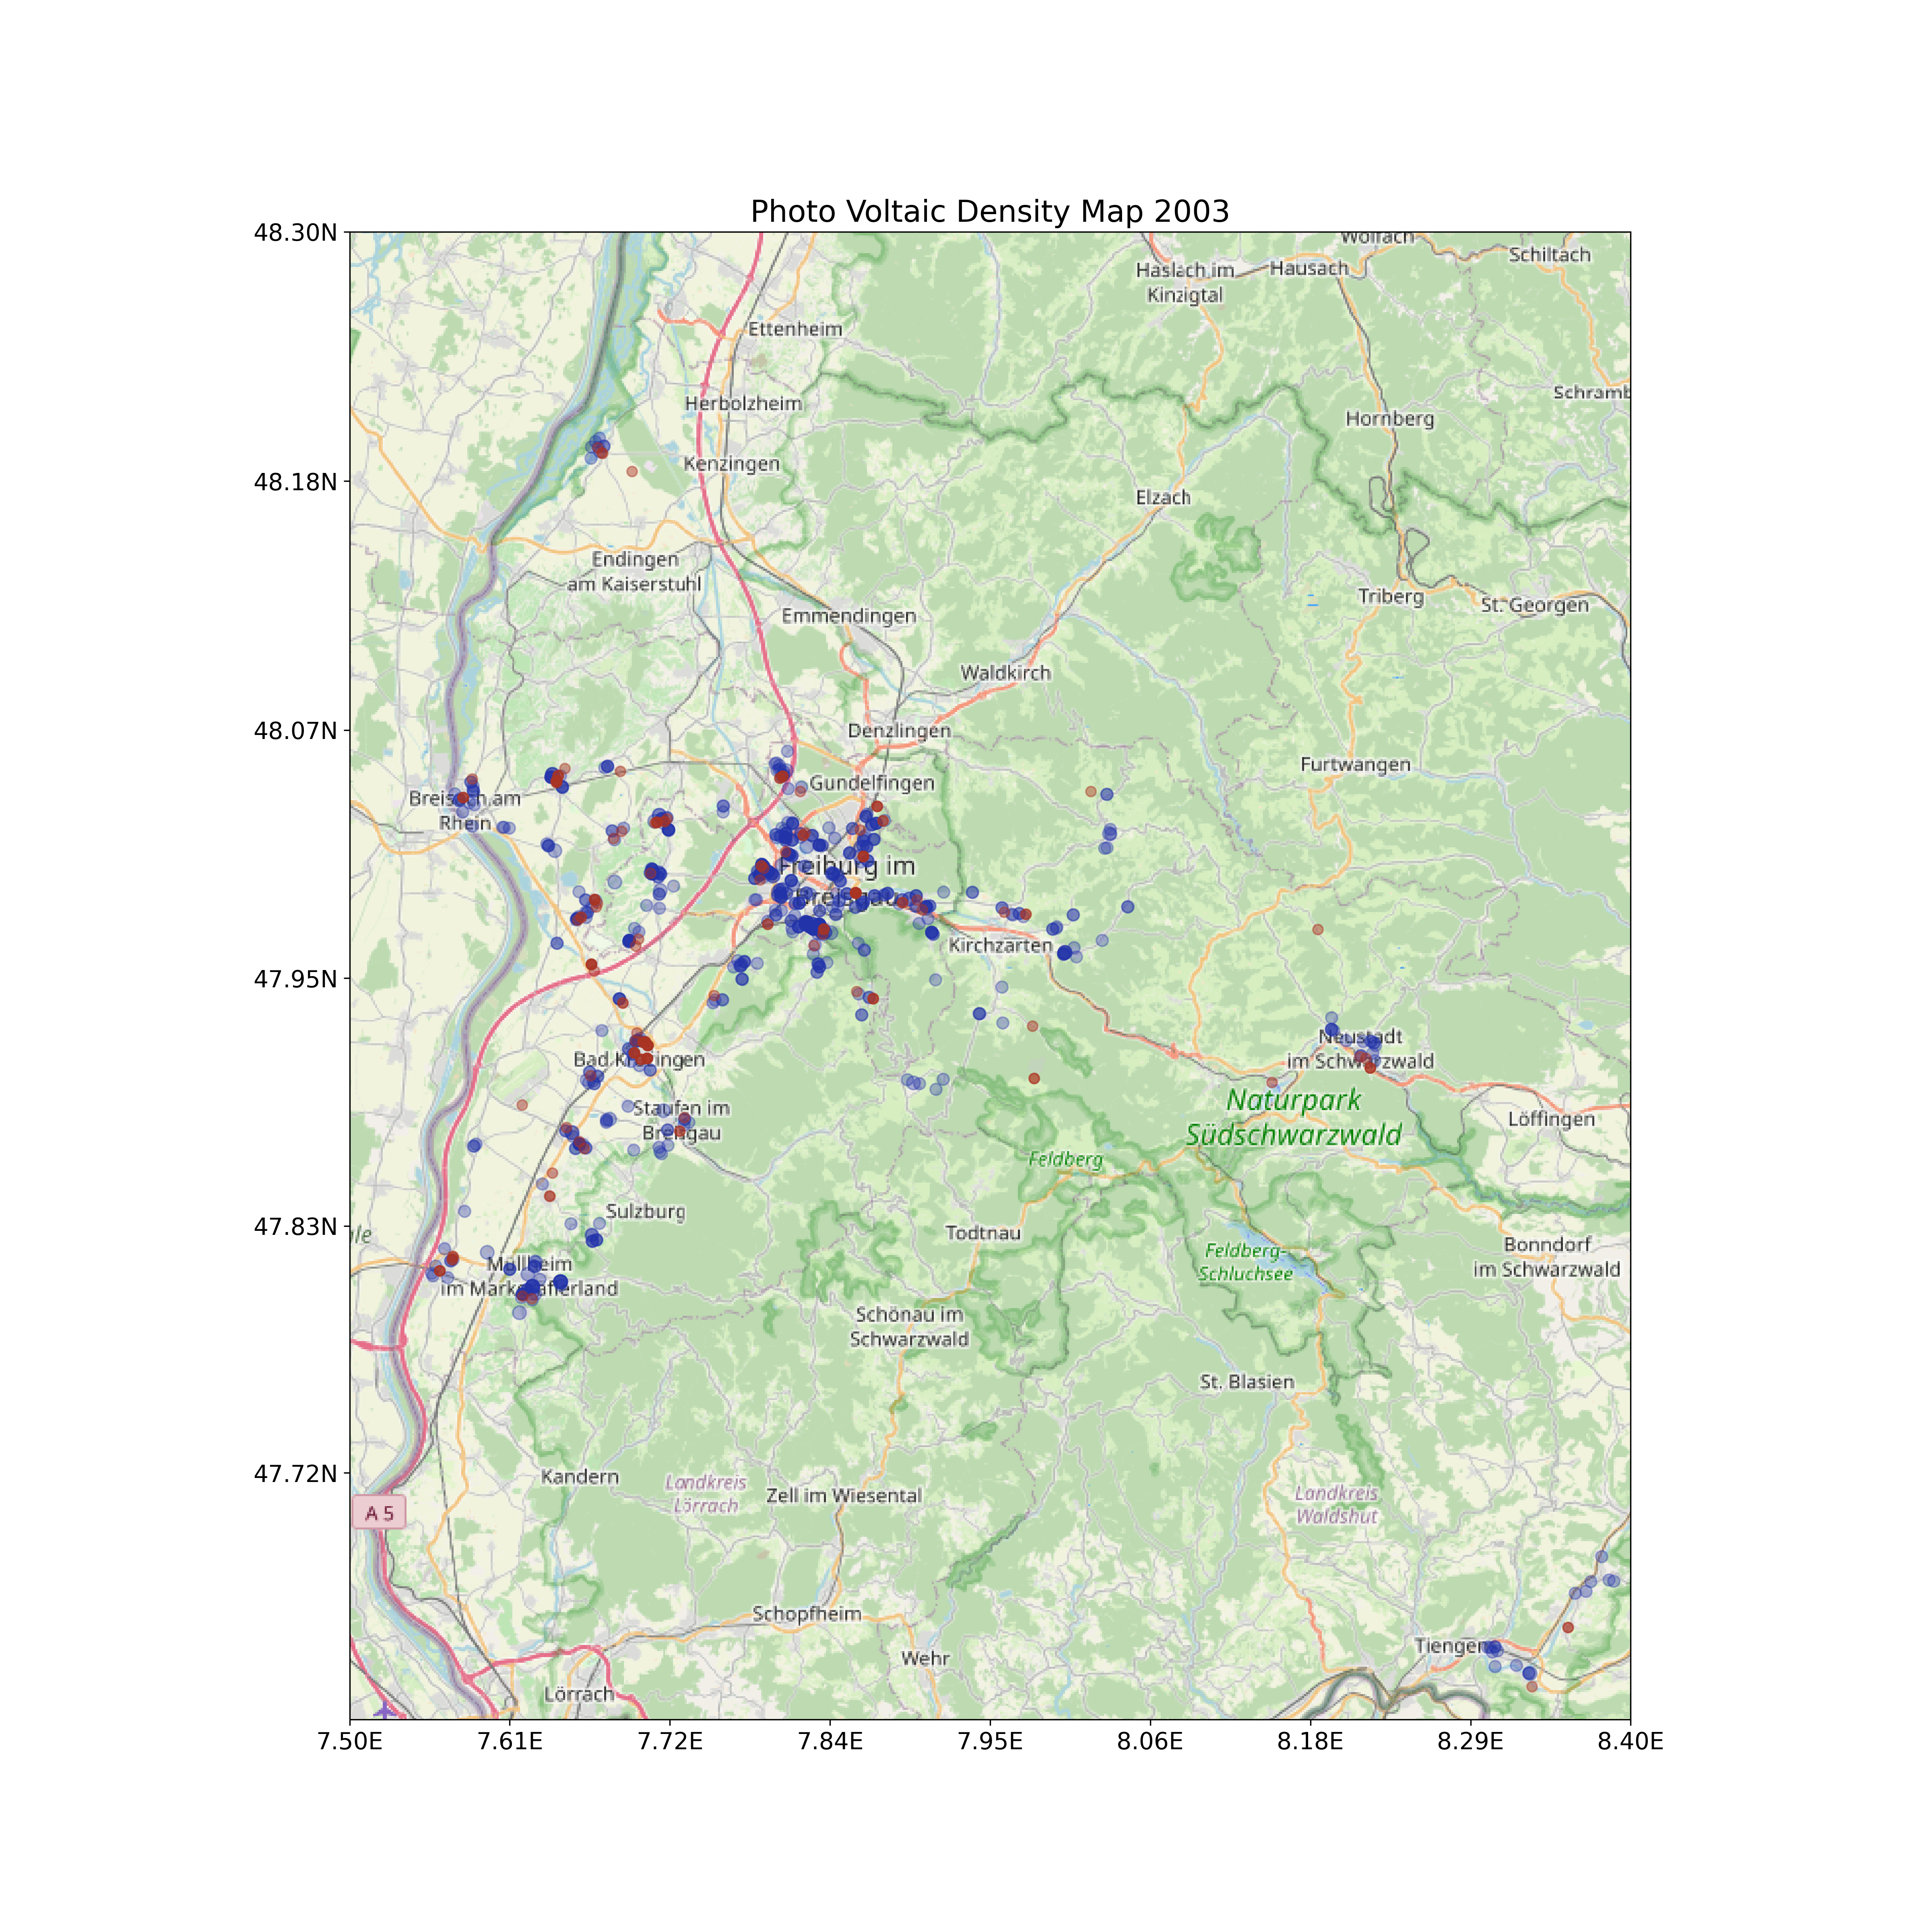 Photo Voltaic Density Map 2003
48.30N
Wolfach
Schiltach
Haslach im
Kinzigtal
Hausach
Ettenheim
Schramb
Herbolzheim
Hornberg
Kenzingen
48.18N
Elzach
Endingen
am Kaiserstuhl
Triberg
St. Georgen
Emmendingen
Waldkirch
48.07N
Denzlingen
Furtwangen
Gundelfingen
Breisach am
Rhein
Freiburg im
Breisgau
Kirchzarten
47.95N
Neustadt
im Schwarzwald
Bad Krozingen
Naturpark
Südschwarzwald
Staufen im
Breisgau
Löffingen
Feldberg
Sulzburg
47.83N
Todtnau
Feldberg-
Schluchsee
Bonndorf
im Schwarzwald
Müllheim
im Markgräflerland
Schönau im
Schwarzwald
St. Blasien
47.72N
Kandern
Landkreis
Lörrach
Zell im Wiesental
Landkreis
Waldshut
A 5
Schopfheim
Tiengen
Wehr
Lörrach
7.50E 7.61E 7.72E 7.84E 7.95E 8.06E 8.18E 8.29E 8.40E